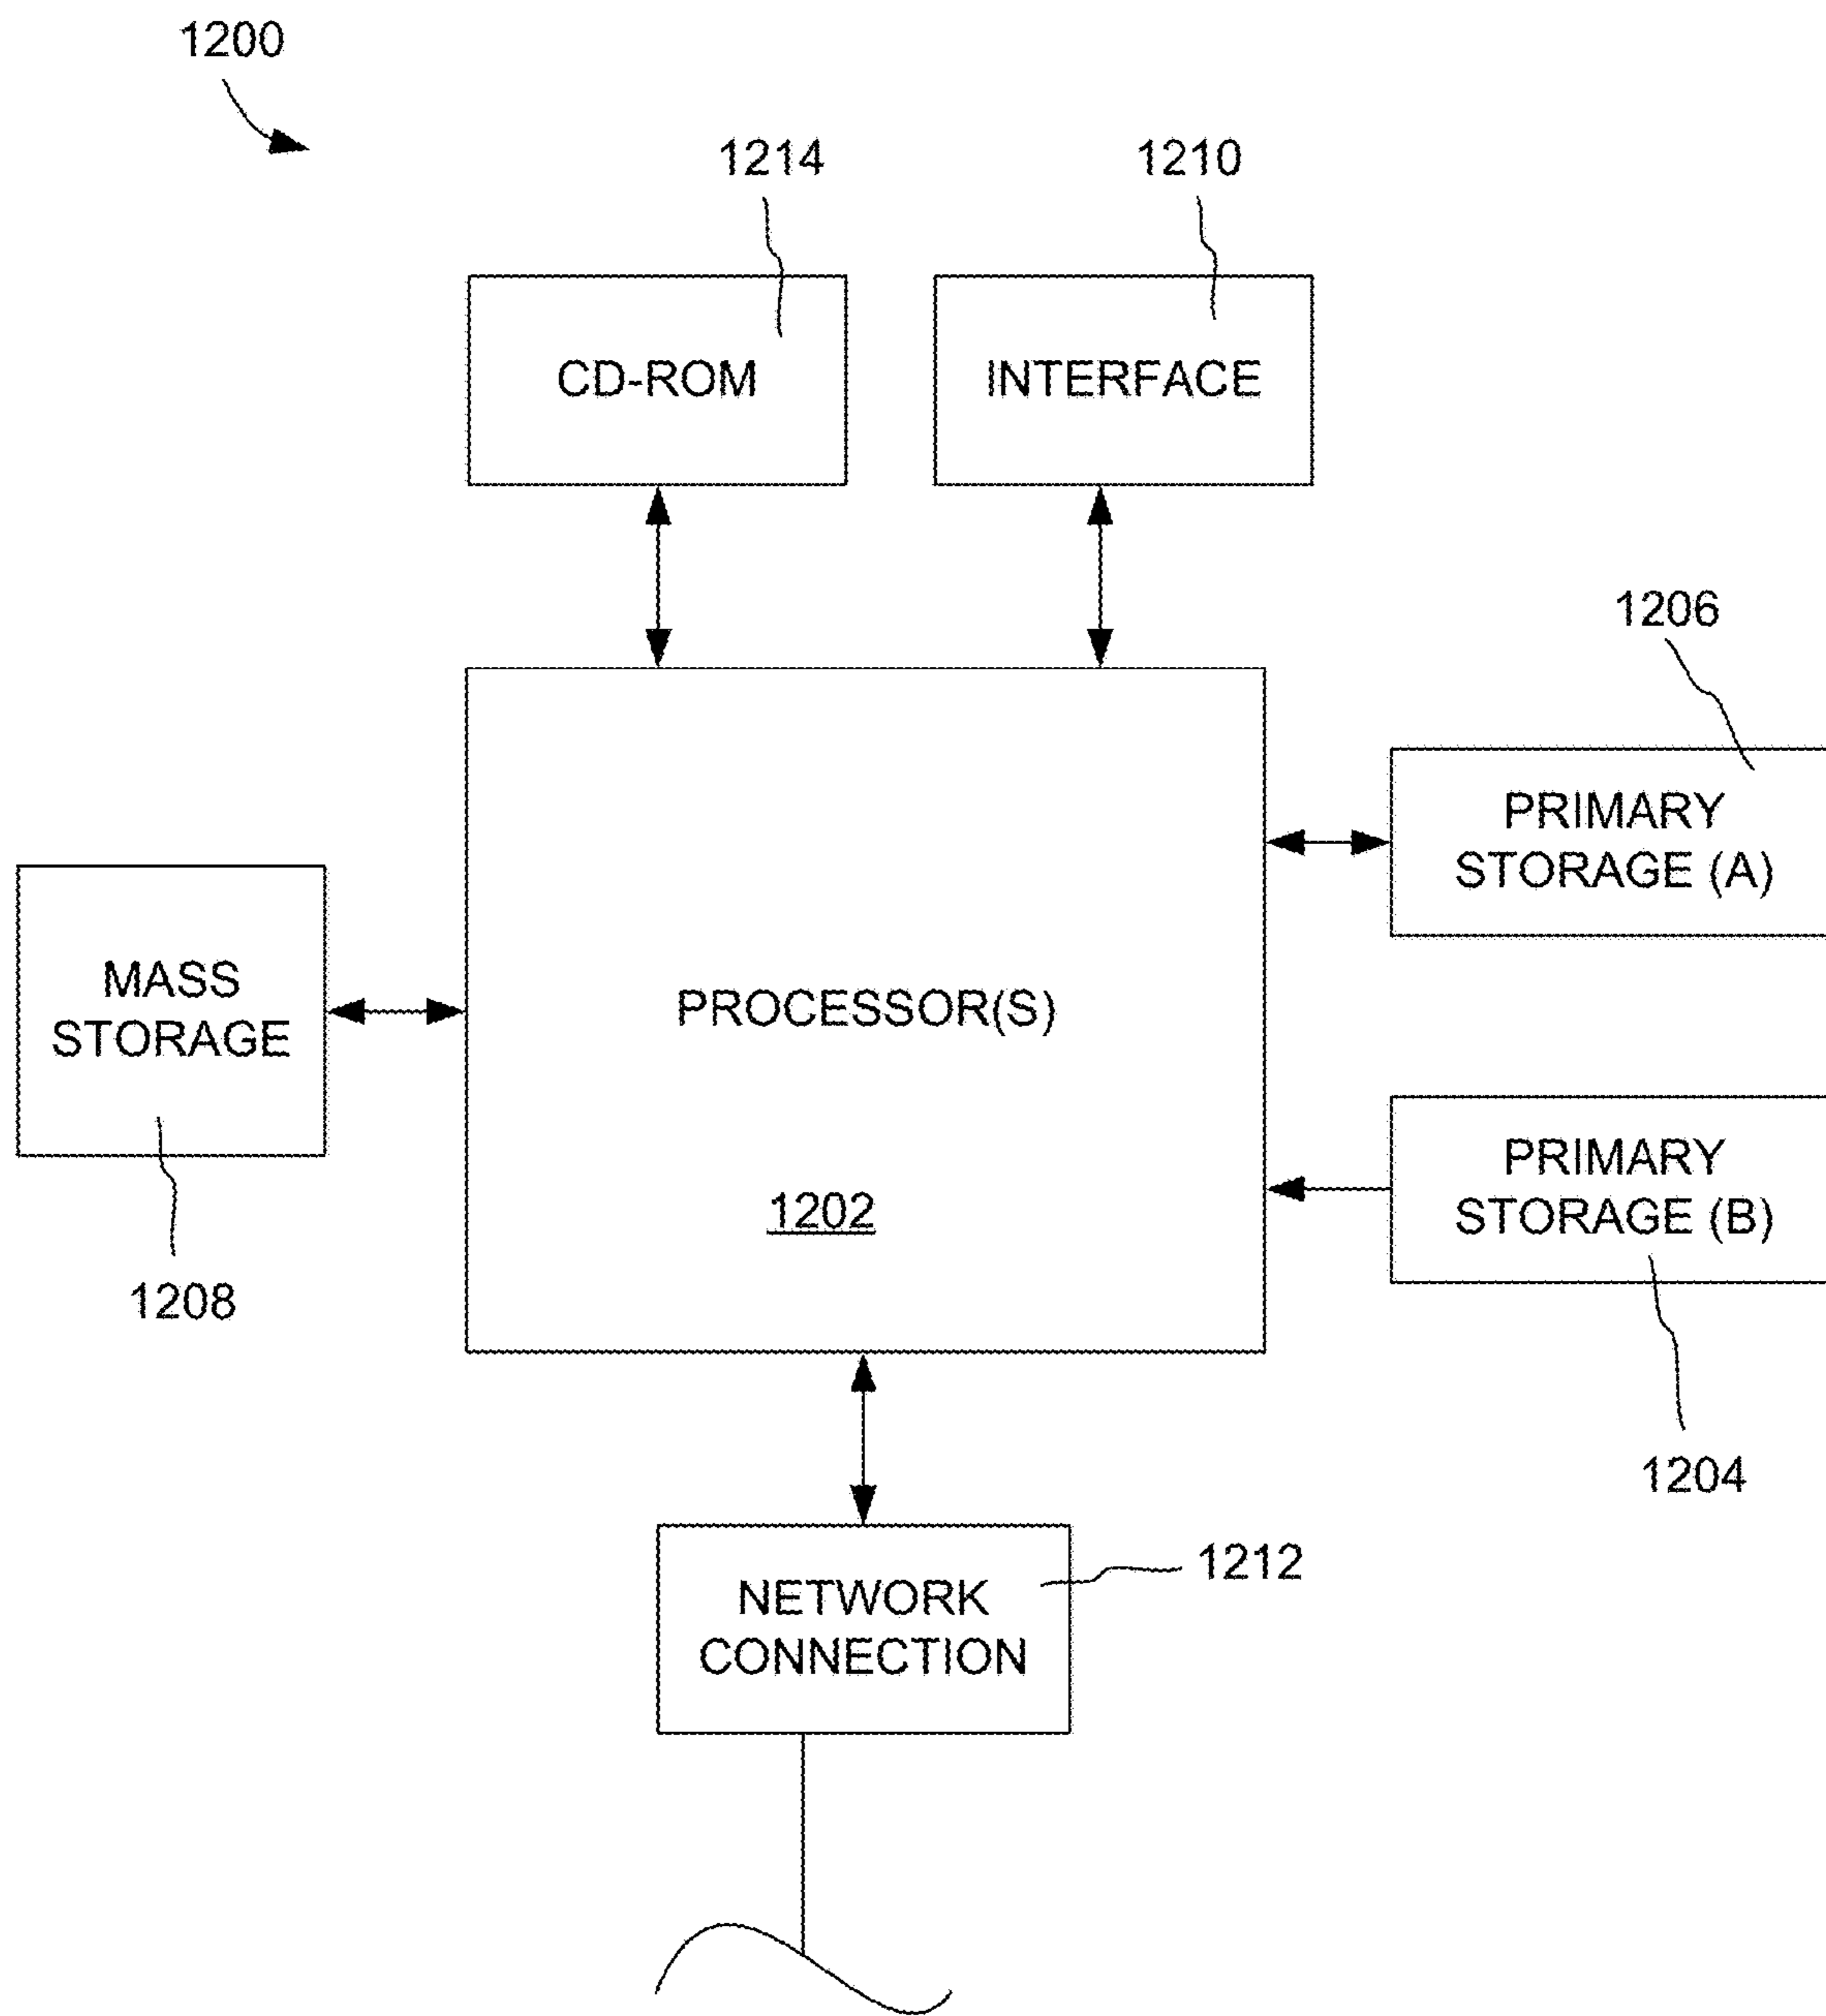 1200
1214
1210
CD-ROM
INTERFACE
1206
PRIMARY
STORAGE (A)
MASS
STORAGE
PROCESSOR(S)
1202
PRIMARY
STORAGE (B)
1208
1204
1212
NETWORK
CONNECTION